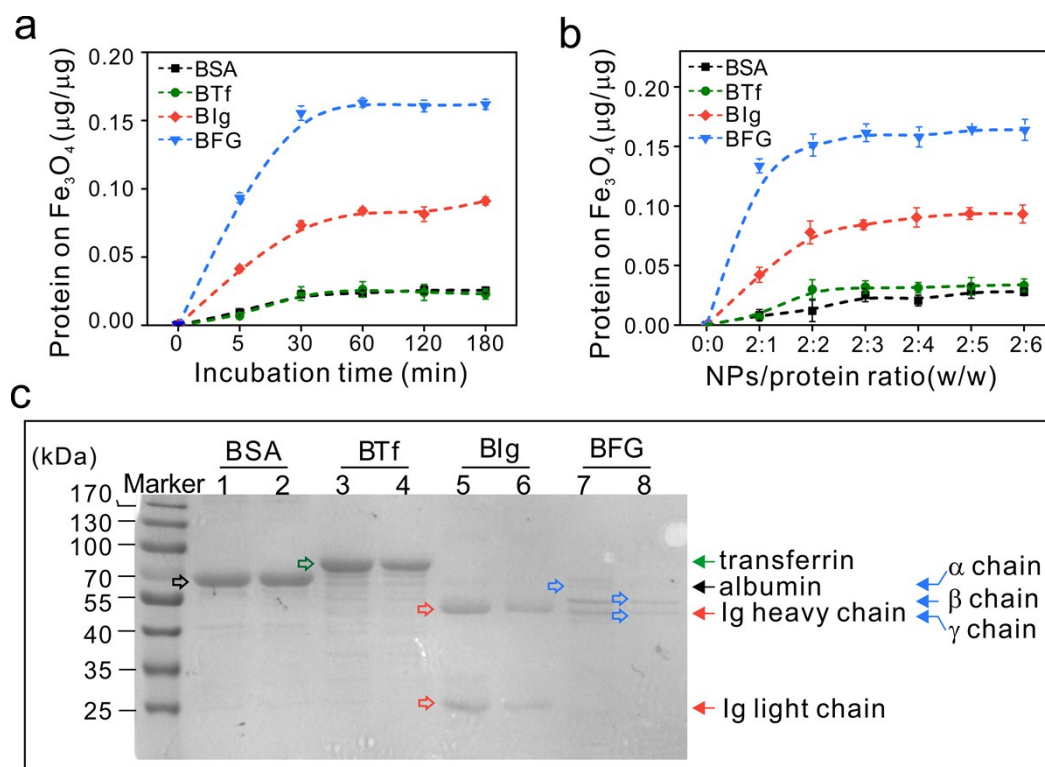 a
Protein on Fe₃O₄ (µg/µg)
0.20
0.15
0.10
0.05
0.00
BSA
BTf
BIg
BFG
0 5 30 60 120 180
Incubation time (min)
b
Protein on Fe₃O₄ (µg/µg)
0.20
0.15
0.10
0.05
0.00
BSA
BTf
BIg
BFG
0:0 2:1 2:2 2:3 2:4 2:5 2:6
NPs/protein ratio(w/w)
c
(kDa) BSA BTf BIg BFG
Marker 1 2 3 4 5 6 7 8
170
130
100
70
55
40
35
25
transferrin
albumin
Ig heavy chain
Ig light chain
α chain
β chain
γ chain